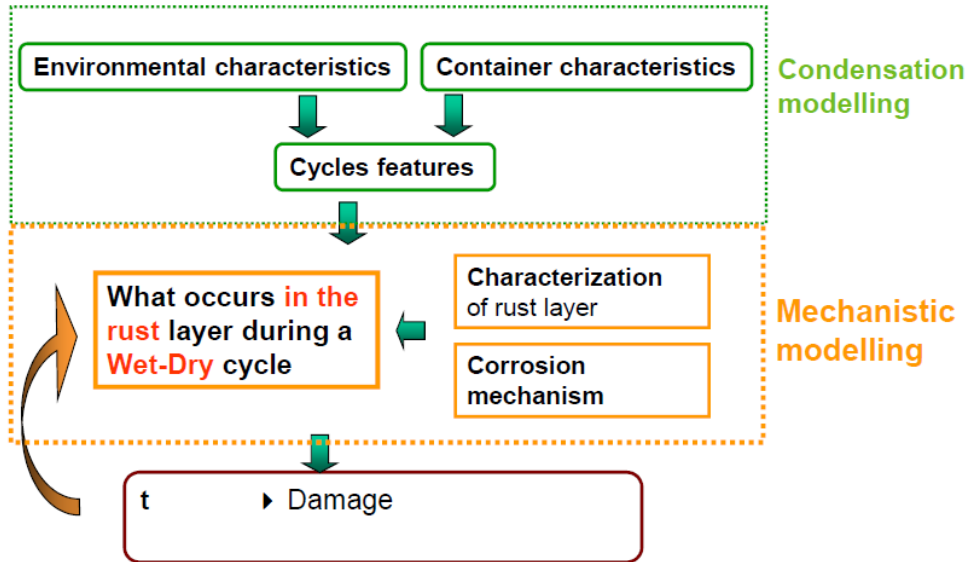 Environmental characteristics
Container characteristics
Condensation
modelling
Cycles features
What occurs in the
rust layer during a
Wet-Dry cycle
Characterization
of rust layer
Corrosion
mechanism
Mechanistic
modelling
t Damage